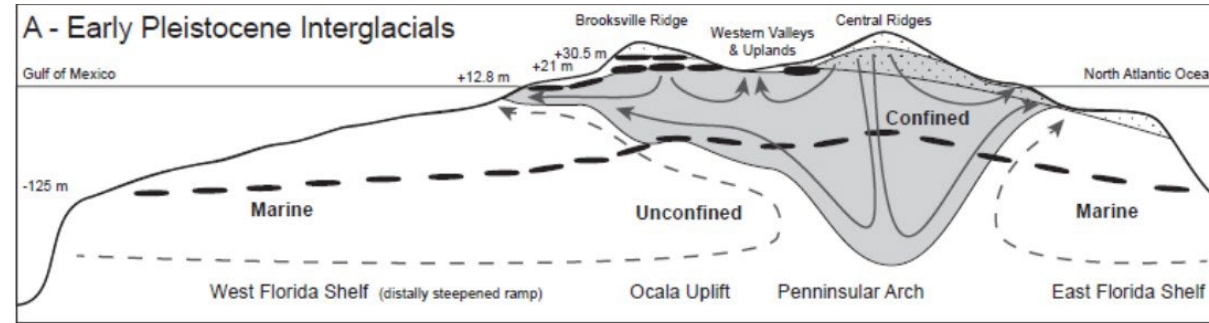 A - Early Pleistocene Interglacials
Brooksville Ridge
Western Valleys
& Uplands
Central Ridges
+30.5 m
+21 m
+12.8 m
Gulf of Mexico
North Atlantic Ocea
Confined
-125 m
Marine
Unconfined
Marine
West Florida Shelf (distally steepened ramp)
Ocala Uplift
Penninsular Arch
East Florida Shelf